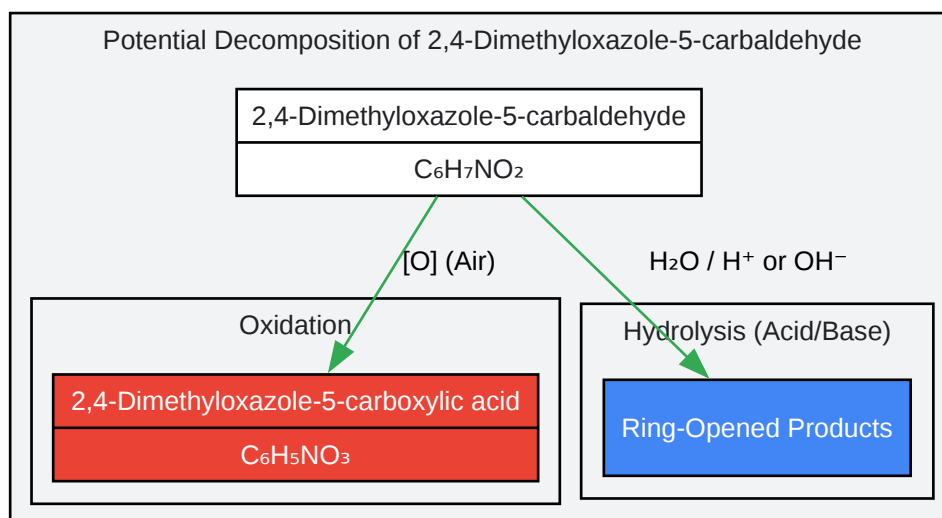 Potential Decomposition of 2,4-Dimethyloxazole-5-carbaldehyde
2,4-Dimethyloxazole-5-carbaldehyde
C₆H₇NO₂
[O] (Air)
H₂O / H⁺ or OH⁻
Oxidation
Hydrolysis (Acid/Base)
2,4-Dimethyloxazole-5-carboxylic acid
C₆H₅NO₃
Ring-Opened Products